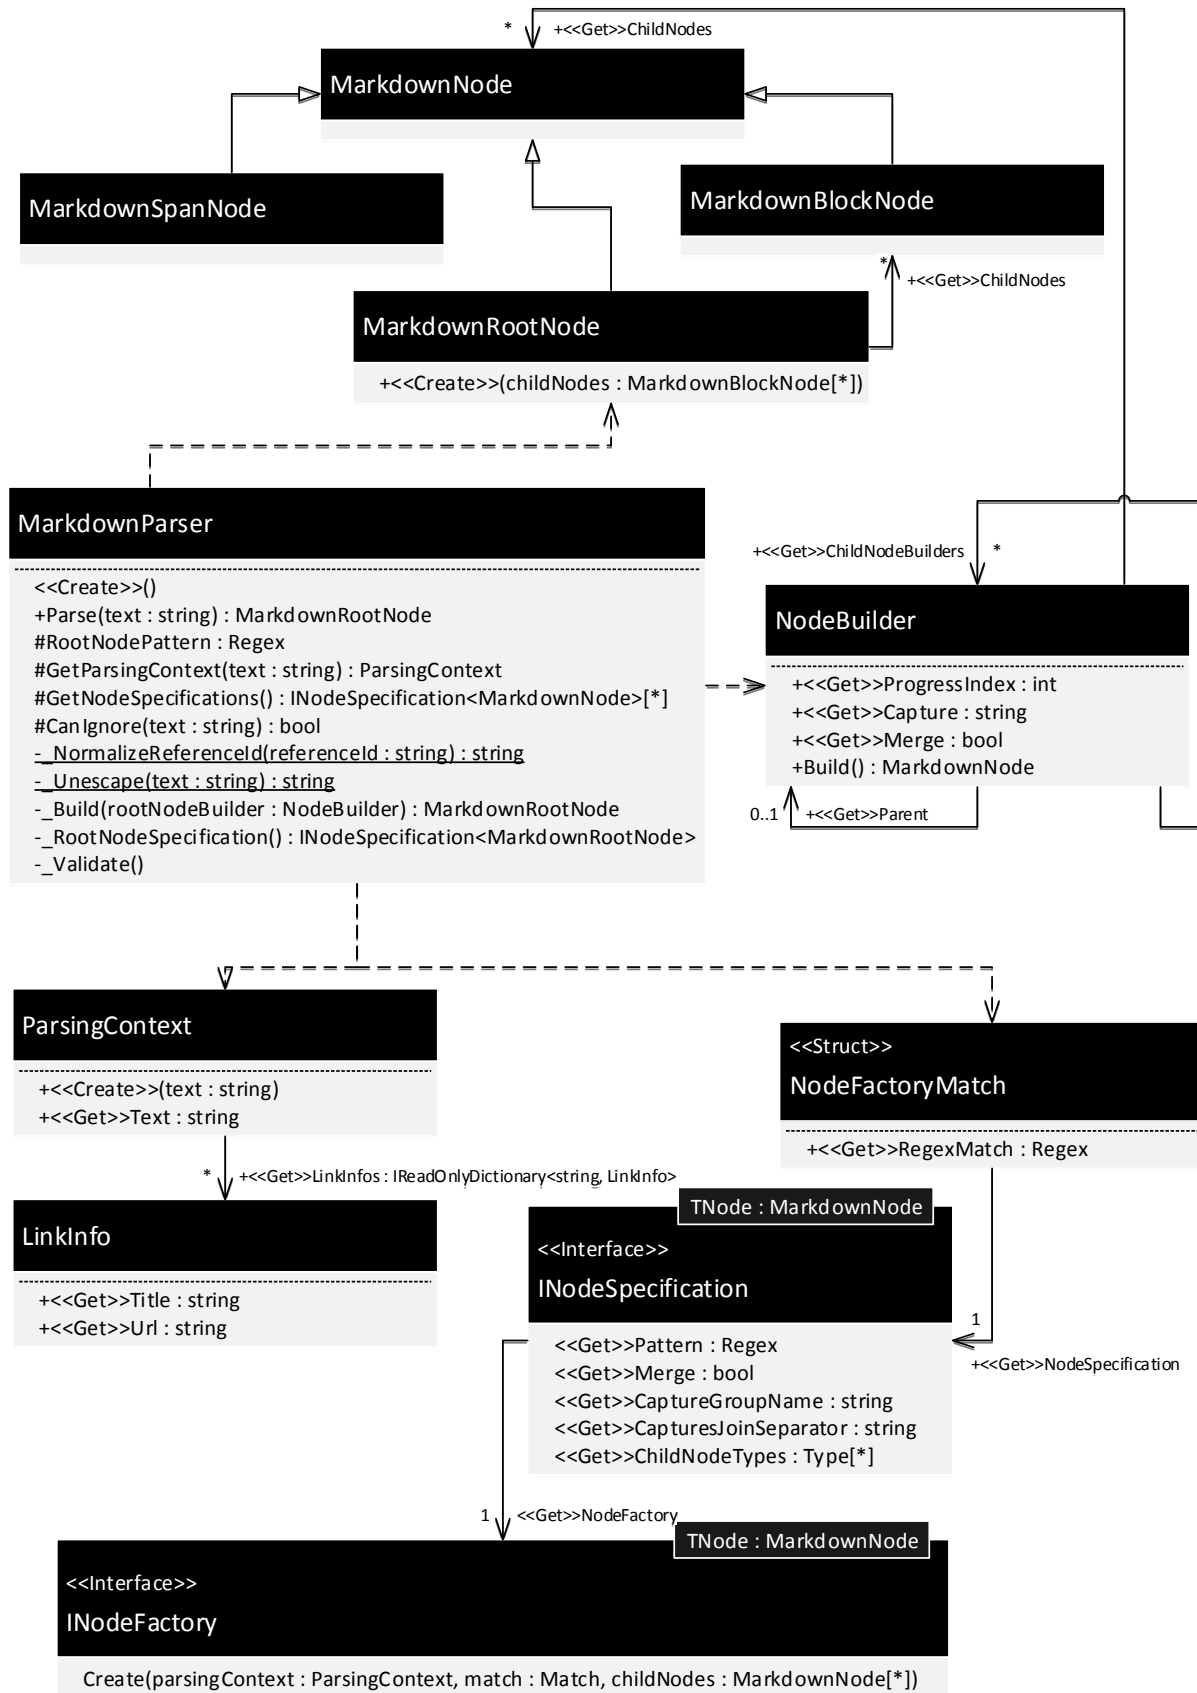 * +<<Get>>ChildNodes
MarkdownNode
MarkdownSpanNode
MarkdownBlockNode
* +<<Get>>ChildNodes
MarkdownRootNode
+<<Create>>(childNodes : MarkdownBlockNode[*])
MarkdownParser
<<Create>>()
+Parse(text : string) : MarkdownRootNode
#RootNodePattern : Regex
#GetParsingContext(text : string) : ParsingContext
#GetNodeSpecifications() : INodeSpecification<MarkdownNode>[*]
#CanIgnore(text : string) : bool
-_NormalizeReferenceId(referenceId : string) : string
-_Unescape(text : string) : string
-_Build(rootNodeBuilder : NodeBuilder) : MarkdownRootNode
-_RootNodeSpecification() : INodeSpecification<MarkdownRootNode>
-_Validate()
+<<Get>>ChildNodeBuilders *
NodeBuilder
+<<Get>>ProgressIndex : int
+<<Get>>Capture : string
+<<Get>>Merge : bool
+Build() : MarkdownNode
0..1 +<<Get>>Parent
ParsingContext
+<<Create>>(text : string)
+<<Get>>Text : string
* +<<Get>>LinkInfos : IReadOnlyDictionary<string, LinkInfo>
LinkInfo
+<<Get>>Title : string
+<<Get>>Url : string
<<Struct>>
NodeFactoryMatch
+<<Get>>RegexMatch : Regex
1
+<<Get>>NodeSpecification
TNode : MarkdownNode
<<Interface>>
INodeSpecification
<<Get>>Pattern : Regex
<<Get>>Merge : bool
<<Get>>CaptureGroupName : string
<<Get>>CapturesJoinSeparator : string
<<Get>>ChildNodeTypes : Type[*]
1 <<Get>>NodeFactory
TNode : MarkdownNode
<<Interface>>
INodeFactory
Create(parsingContext : ParsingContext, match : Match, childNodes : MarkdownNode[*])